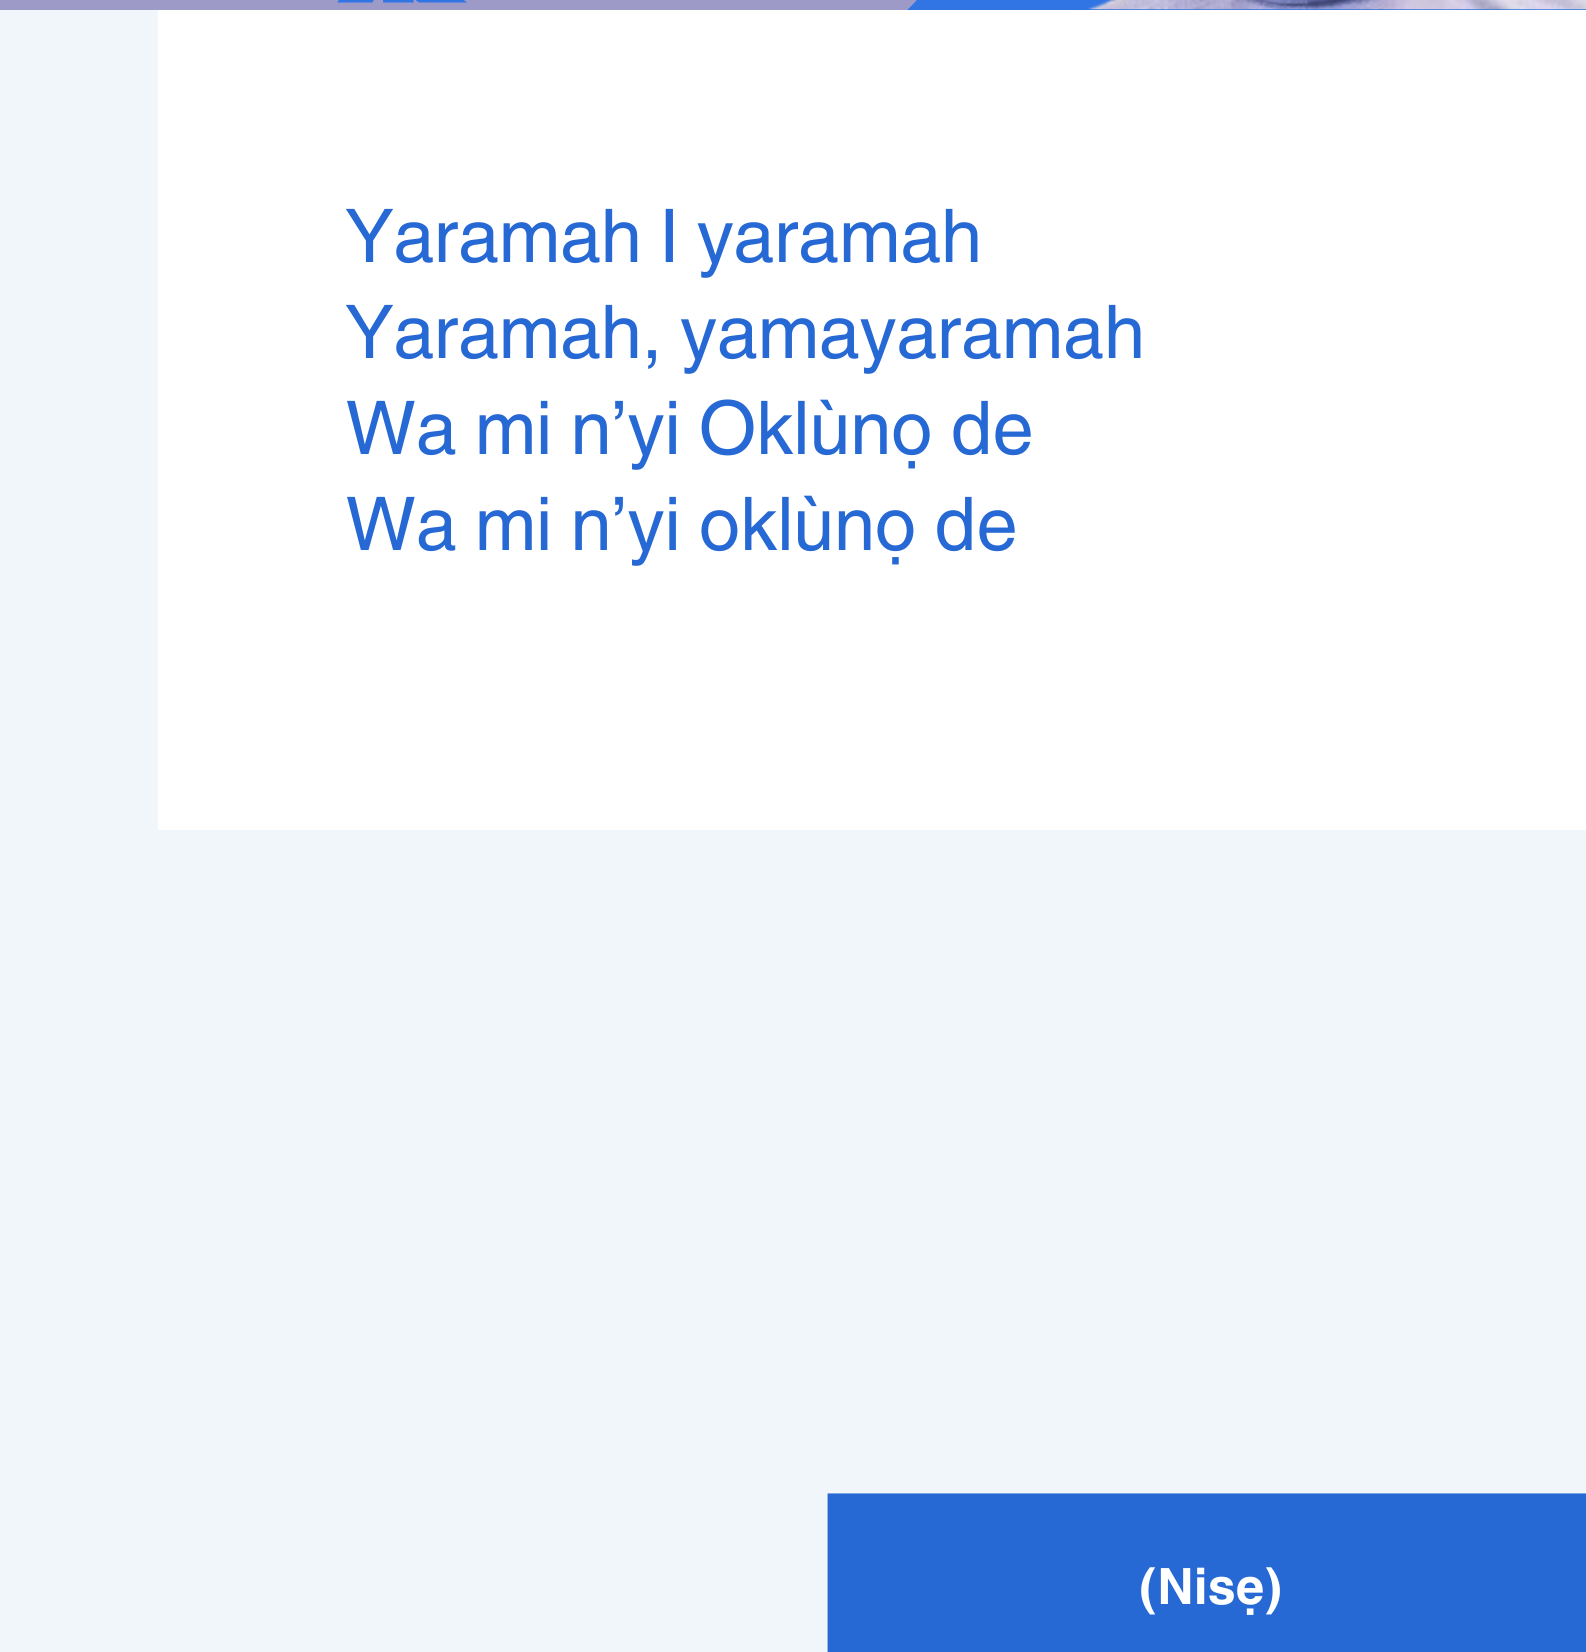 Yaramah I yaramah
Yaramah, yamayaramah
Wa mi n’yi Oklùnọ de
Wa mi n’yi oklùnọ de
(Nisẹ)